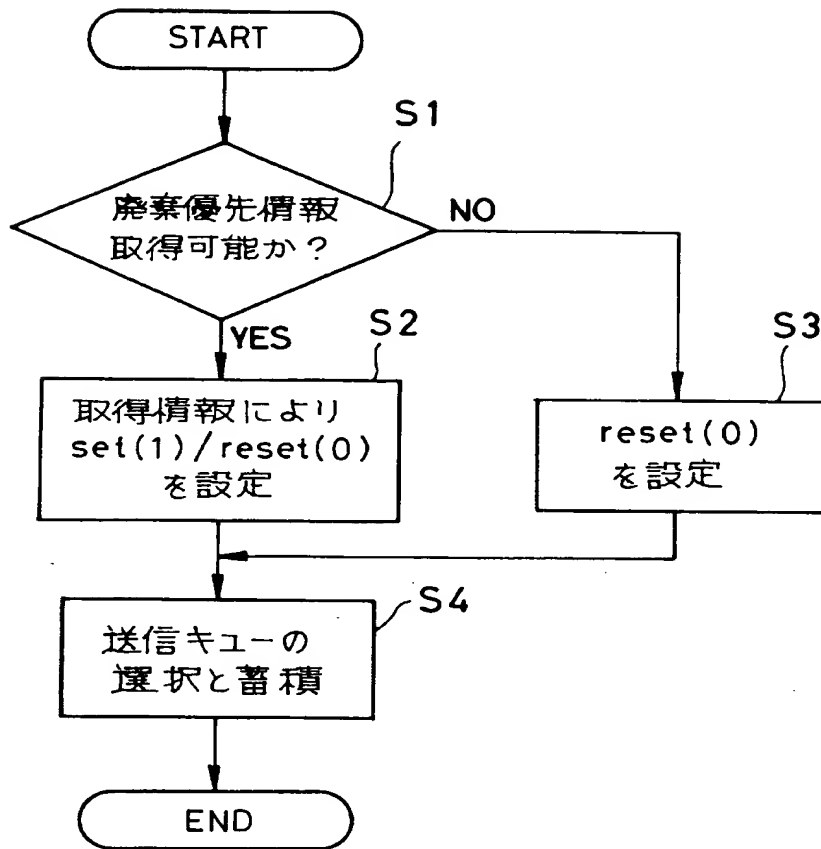 START
S1
廃棄優先情報
取得可能か?
NO
YES
S2
S3
取得情報により
set(1)/reset(0)
を設定
reset(0)
を設定
S4
送信キューの
選択と蓄積
END